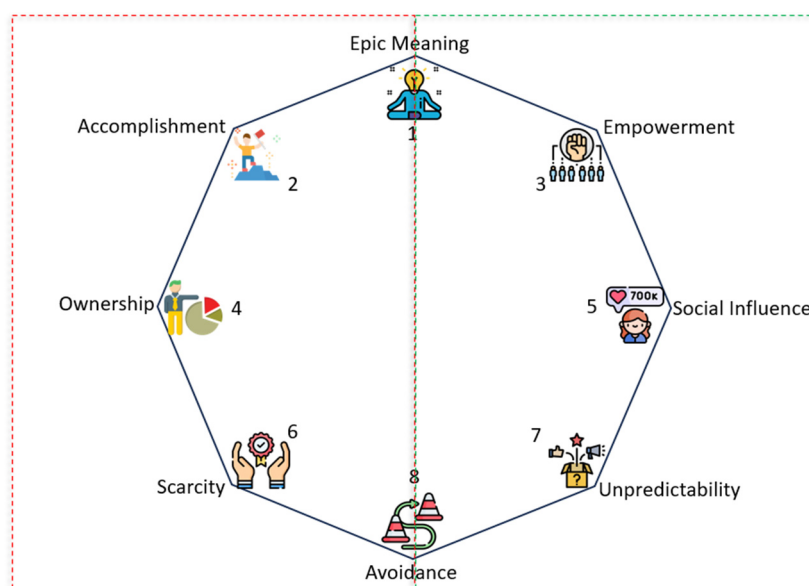 Epic Meaning
1
Accomplishment
2
Empowerment
3
Ownership
4
700K
5
Social Influence
6
Scarcity
7
?
Unpredictability
8
Avoidance